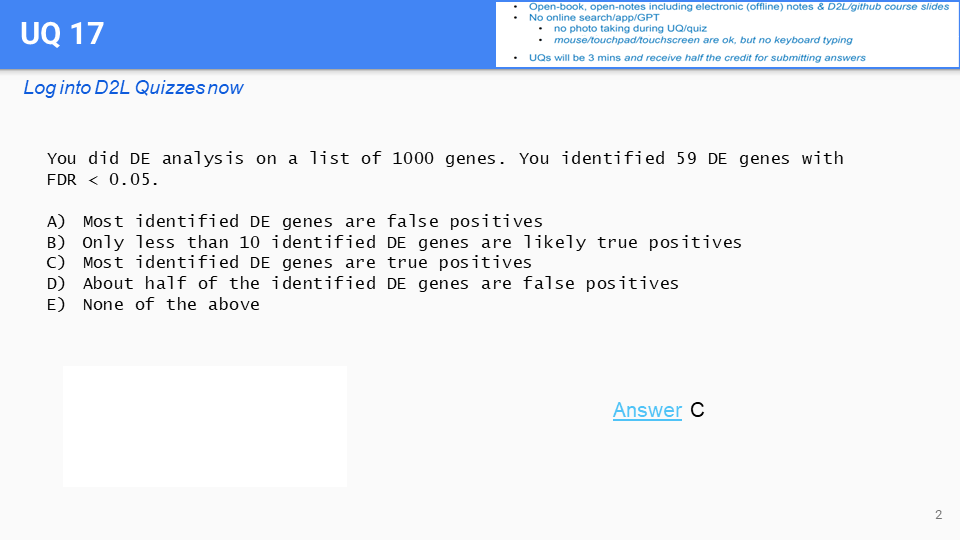 UQ 17
• Open-book, open-notes including electronic (offline) notes & D2L/github course slides
• No online search/app/GPT
• no photo taking during UQ/quiz
• mouse/touchpad/touchscreen are ok, but no keyboard typing
• UQs will be 3 mins and receive half the credit for submitting answers
Log into D2L Quizzes now
You did DE analysis on a list of 1000 genes. You identified 59 DE genes with
FDR < 0.05.
A) Most identified DE genes are false positives
B) Only less than 10 identified DE genes are likely true positives
C) Most identified DE genes are true positives
D) About half of the identified DE genes are false positives
E) None of the above
Answer C
2